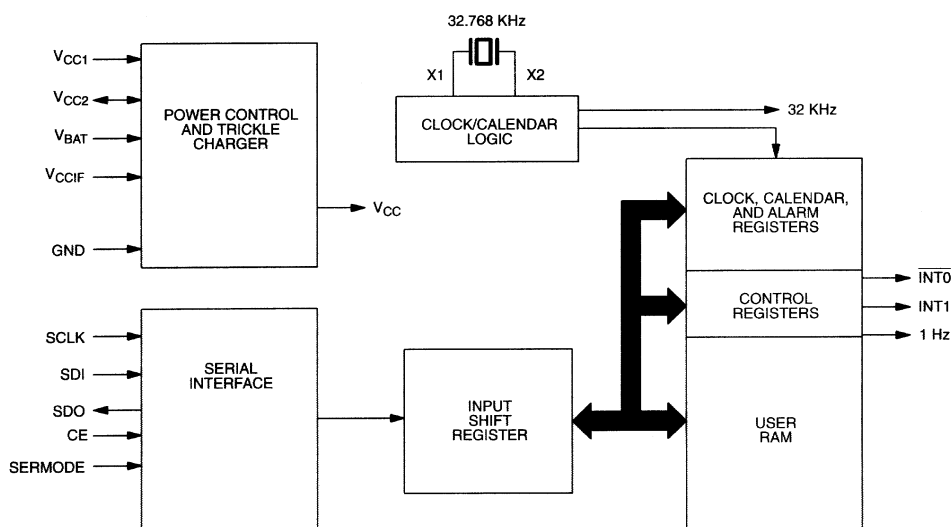 32.768 KHz
X1
X2
VCC1
VCC2
VBAT
VCCIF
GND
POWER CONTROL
AND TRICKLE
CHARGER
VCC
CLOCK/CALENDAR
LOGIC
32 KHz
CLOCK, CALENDAR,
AND ALARM
REGISTERS
CONTROL
REGISTERS
USER
RAM
INT0
INT1
1 Hz
SCLK
SDI
SDO
CE
SERMODE
SERIAL
INTERFACE
INPUT
SHIFT
REGISTER